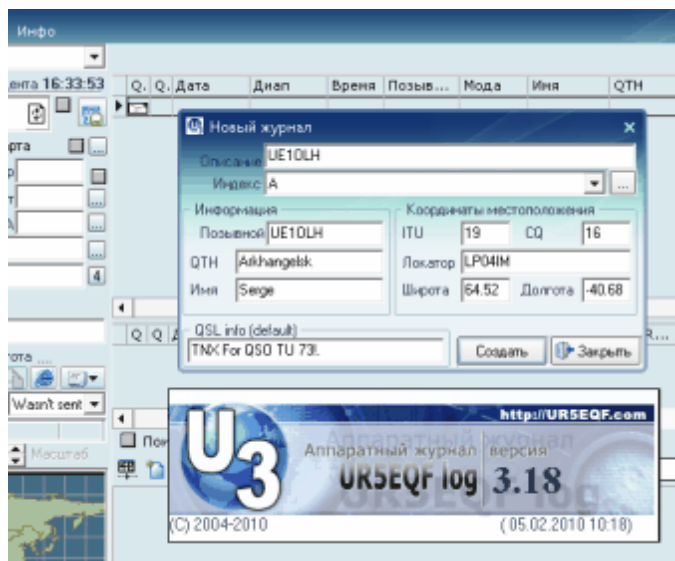 Инфо
16:33:53
Q. Q. Дата Диап Время Позыв... Мода Имя QTH
Новый журнал
Описание UE1OLH
Индекс A
...
Информация
Координаты местоположения
Позывной UE1OLH
ITU 19 CQ 16
QTH Arkhangelsk
Локатор LP04IM
Имя Serge
Широта 64.52 Долгота -40.68
4
QSL info (default)
TNX For QSO TU 73!.
Создать Закрыть
Q Q
R...
Wasn't sent
Масштаб
http://UR5EQF.com
U3
Аппаратный журнал версия
UR5EQF log 3.18
(C) 2004-2010 ( 05.02.2010 10:18)